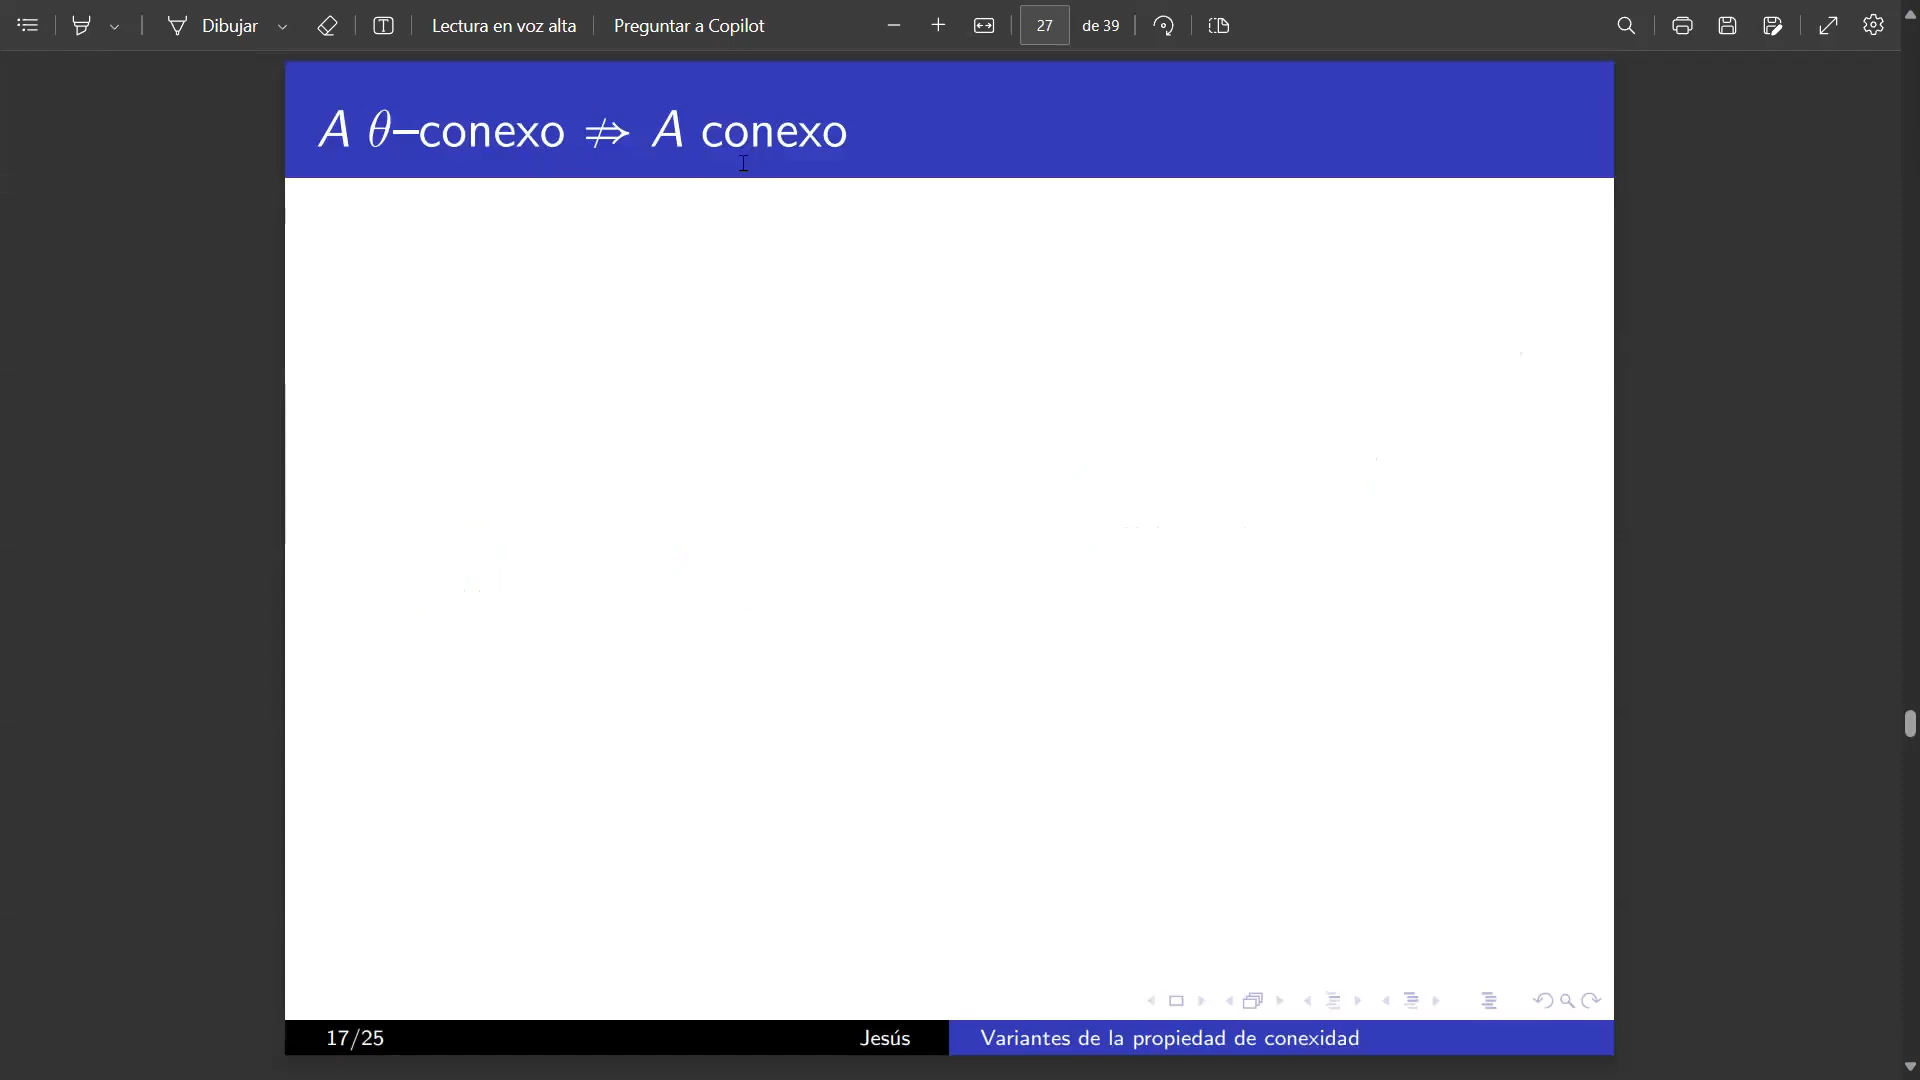 Dibujar
Lectura en voz alta
Preguntar a Copilot
27 de 39
A θ–conexo ⇏ A conexo
17/25
Jesús
Variantes de la propiedad de conexidad